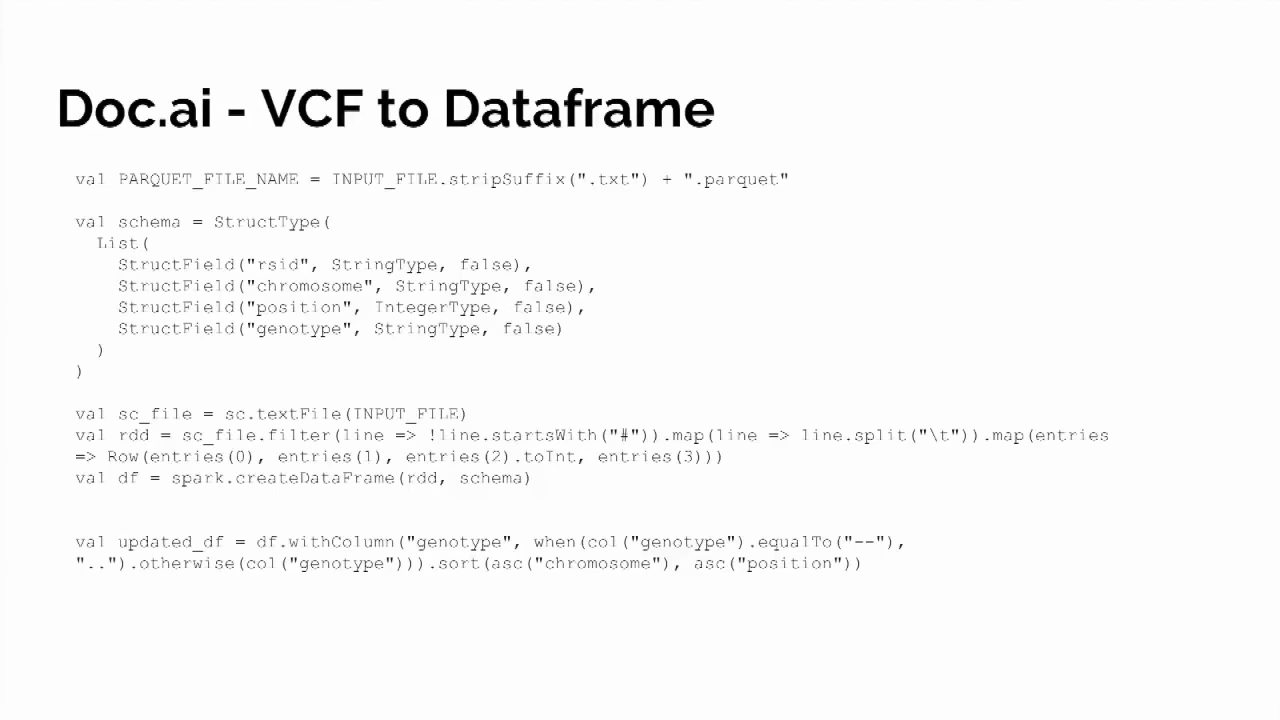 Doc.ai - VCF to Dataframe
val PARQUET_FILE_NAME = INPUT_FILE.stripSuffix(".txt") + ".parquet"
val schema = StructType(
  List(
    StructField("rsid", StringType, false),
    StructField("chromosome", StringType, false),
    StructField("position", IntegerType, false),
    StructField("genotype", StringType, false)
  )
)
val sc_file = sc.textFile(INPUT_FILE)
val rdd = sc_file.filter(line => !line.startsWith("#")).map(line => line.split("\t")).map(entries
=> Row(entries(0), entries(1), entries(2).toInt, entries(3)))
val df = spark.createDataFrame(rdd, schema)
val updated_df = df.withColumn("genotype", when(col("genotype").equalTo("--"),
"..").otherwise(col("genotype"))).sort(asc("chromosome"), asc("position"))